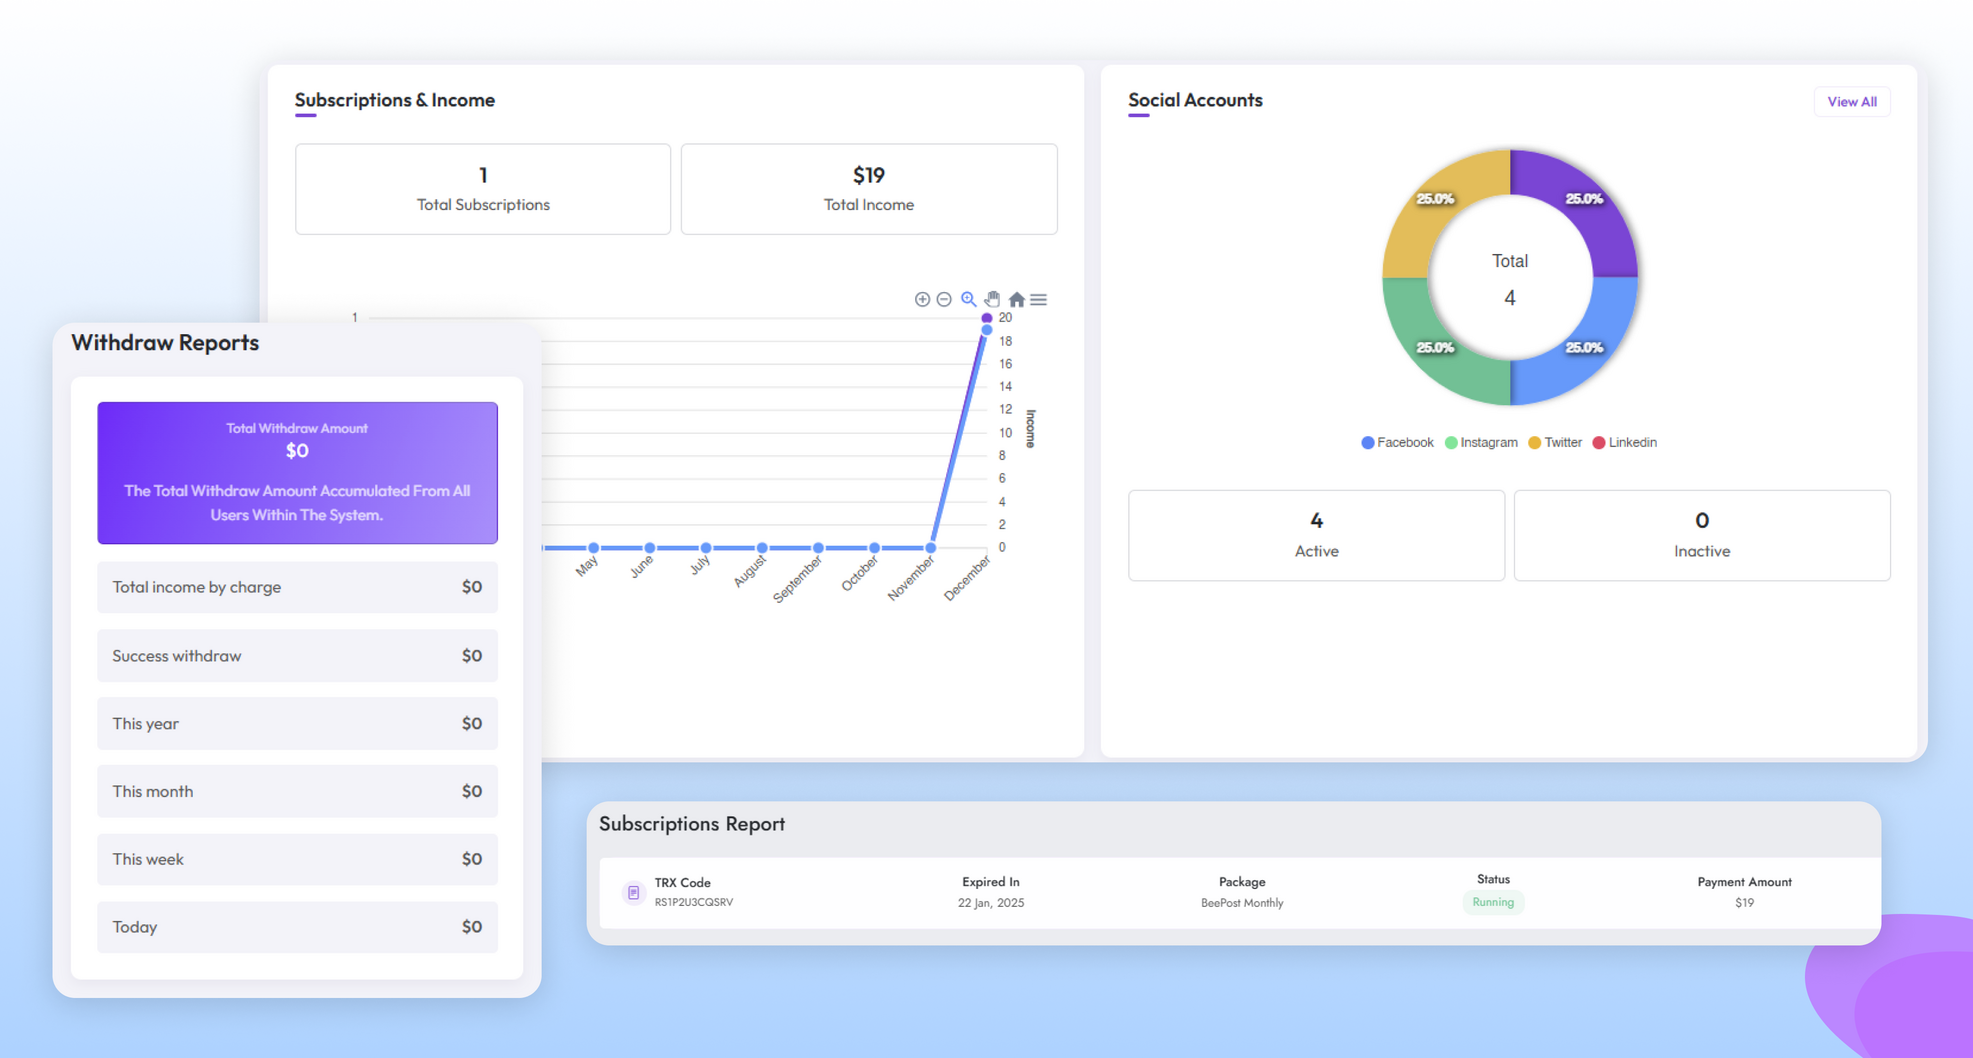 Subscriptions & Income
1
Total Subscriptions
$19
Total Income
1
20
18
16
14
12
10
8
6
4
2
0
Income
May
June
July
August
September
October
November
December
Social Accounts
View All
25.0%
25.0%
25.0%
25.0%
Total
4
Facebook
Instagram
Twitter
Linkedin
4
Active
0
Inactive
Withdraw Reports
Total Withdraw Amount
$0
The Total Withdraw Amount Accumulated From All
Users Within The System.
Total income by charge $0
Success withdraw $0
This year $0
This month $0
This week $0
Today $0
Subscriptions Report
TRX Code
RS1P2U3CQSRV
Expired In
22 Jan, 2025
Package
BeePost Monthly
Status
Running
Payment Amount
$19